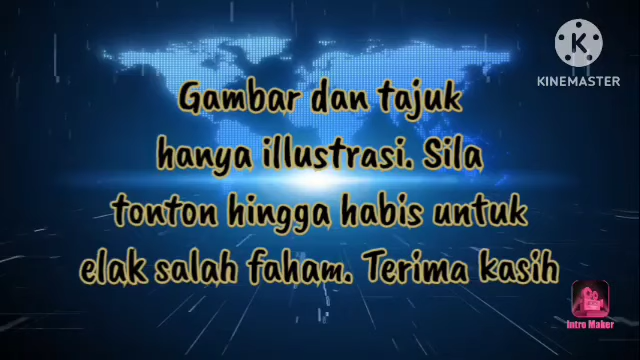 Gambar dan tajuk
hanya illustrasi. Sila
tonton hingga habis untuk
elak salah faham. Terima kasih
K
KINEMASTER
Intro Maker